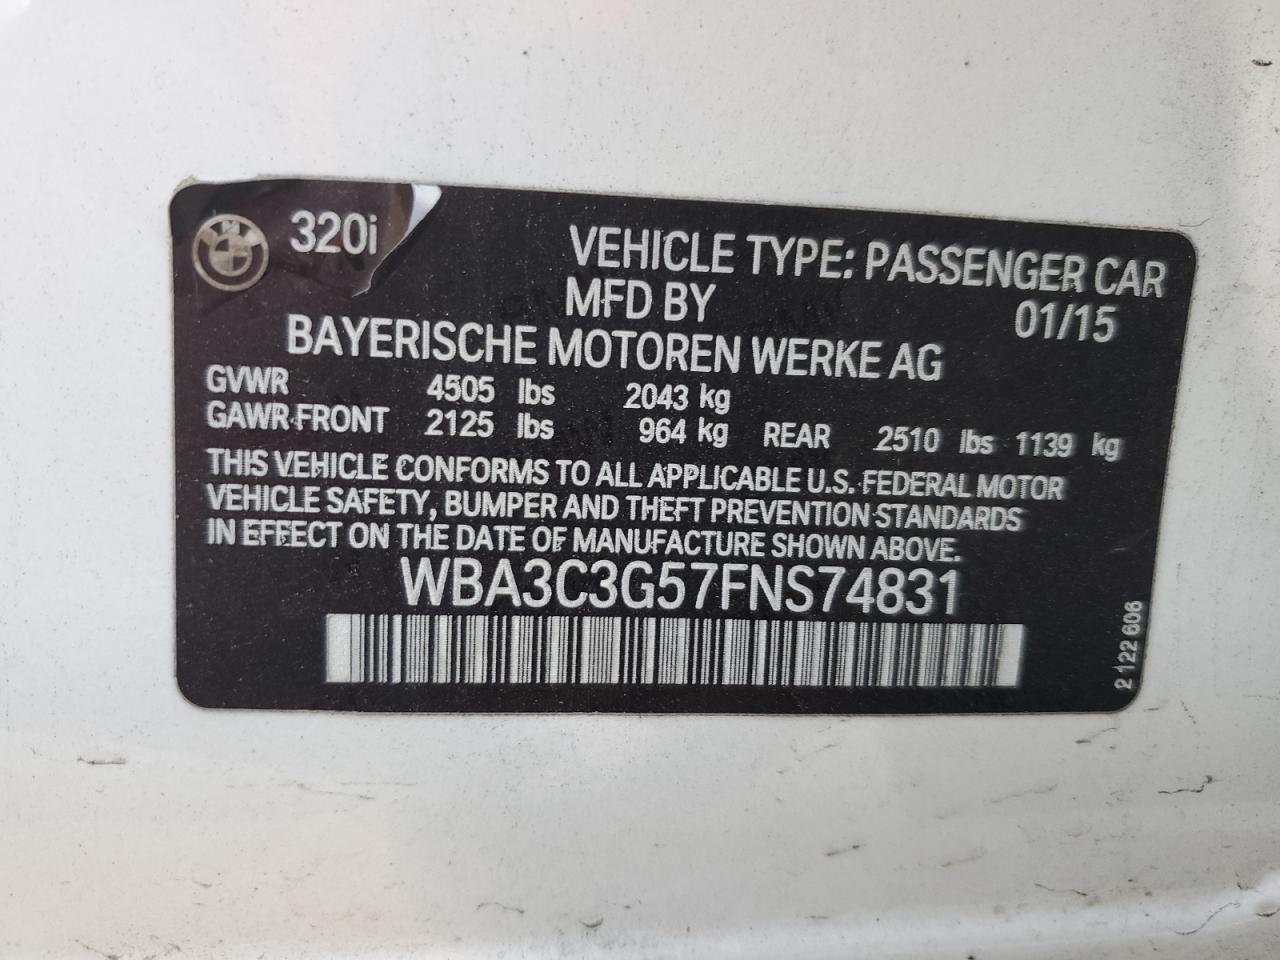 320i
VEHICLE TYPE: PASSENGER CAR
MFD BY 01/15
BAYERISCHE MOTOREN WERKE AG
GVWR 4505 lbs 2043 kg
GAWR FRONT 2125 lbs 964 kg REAR 2510 lbs 1139 kg
THIS VEHICLE CONFORMS TO ALL APPLICABLE U.S. FEDERAL MOTOR
VEHICLE SAFETY, BUMPER AND THEFT PREVENTION STANDARDS
IN EFFECT ON THE DATE OF MANUFACTURE SHOWN ABOVE.
WBA3C3G57FNS74831
2 122 606